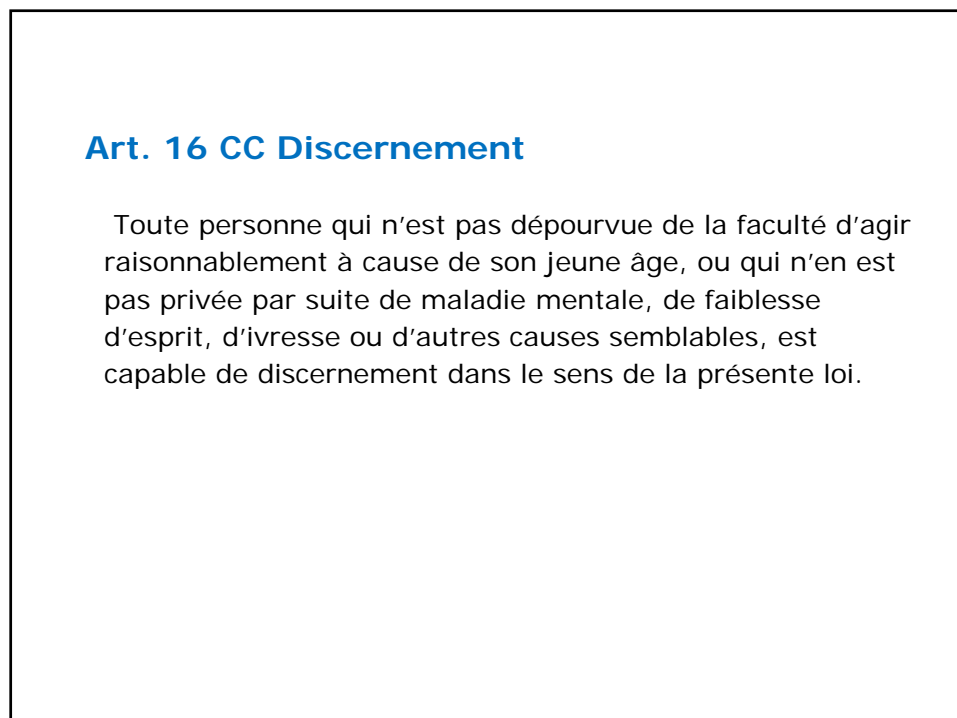 Art. 16 CC Discernement
Toute personne qui n’est pas dépourvue de la faculté d’agir
raisonnablement à cause de son jeune âge, ou qui n’en est
pas privée par suite de maladie mentale, de faiblesse
d’esprit, d’ivresse ou d’autres causes semblables, est
capable de discernement dans le sens de la présente loi.